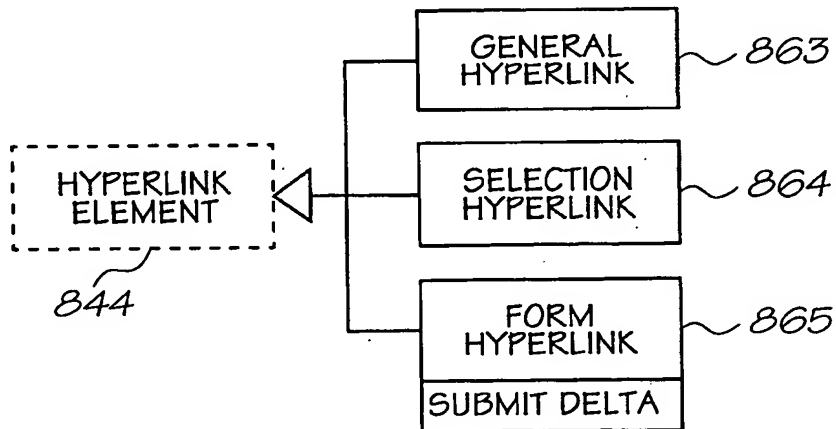 GENERAL
HYPERLINK
863
HYPERLINK
ELEMENT
844
SELECTION
HYPERLINK
864
FORM
HYPERLINK
865
SUBMIT DELTA